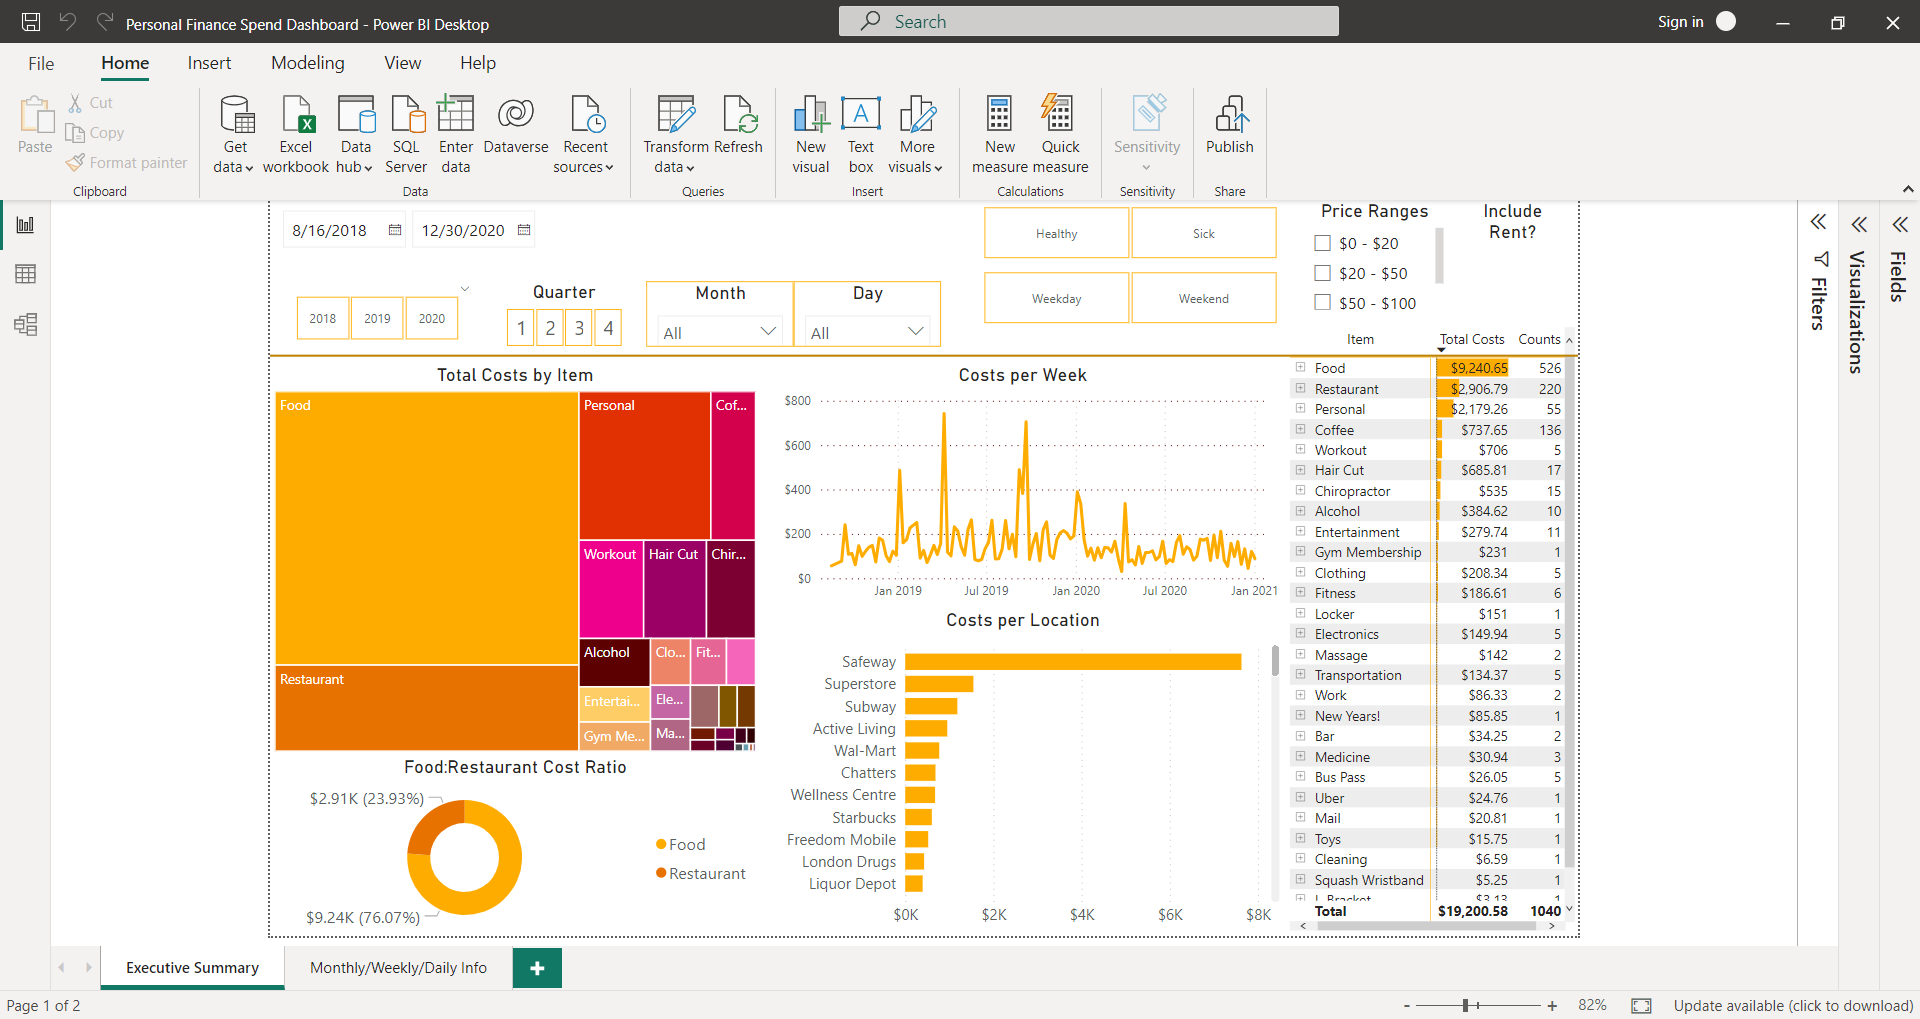 Personal Finance Spend Dashboard - Power BI Desktop
Search
Sign in
File Home Insert Modeling View Help
Paste
Cut
Copy
Format painter
Clipboard
Get data
Excel workbook
Data hub
SQL Server
Enter data
Dataverse
Recent sources
Data
Transform data
Refresh
Queries
New visual
Text box
More visuals
Insert
New measure
Quick measure
Calculations
Sensitivity
Sensitivity
Publish
Share
8/16/2018
12/30/2020
2018 2019 2020
Quarter
1 2 3 4
Month
All
Day
All
Healthy Sick
Weekday Weekend
Price Ranges
$0 - $20
$20 - $50
$50 - $100
Include
Rent?
Filters
Visualizations
Fields
Total Costs by Item
Food
Personal
Cof...
Workout
Hair Cut
Chir...
Restaurant
Alcohol
Clo...
Fit...
Entertai...
Ele...
Gym Me...
Ma...
Food:Restaurant Cost Ratio
$2.91K (23.93%)
$9.24K (76.07%)
Food
Restaurant
Costs per Week
$800
$600
$400
$200
$0
Jan 2019 Jul 2019 Jan 2020 Jul 2020 Jan 2021
Costs per Location
Safeway
Superstore
Subway
Active Living
Wal-Mart
Chatters
Wellness Centre
Starbucks
Freedom Mobile
London Drugs
Liquor Depot
$0K $2K $4K $6K $8K
Item Total Costs Counts
Food $9,240.65 526
Restaurant $2,906.79 220
Personal $2,179.26 55
Coffee $737.65 136
Workout $706 5
Hair Cut $685.81 17
Chiropractor $535 15
Alcohol $384.62 10
Entertainment $279.74 11
Gym Membership $231 1
Clothing $208.34 5
Fitness $186.61 6
Locker $151 1
Electronics $149.94 5
Massage $142 2
Transportation $134.37 5
Work $86.33 2
New Years! $85.85 1
Bar $34.25 2
Medicine $30.94 3
Bus Pass $26.05 5
Uber $24.76 1
Mail $20.81 1
Toys $15.75 1
Cleaning $6.59 1
Squash Wristband $5.25 1
Total $19,200.58 1040
Executive Summary
Monthly/Weekly/Daily Info
Page 1 of 2
82%
Update available (click to download)